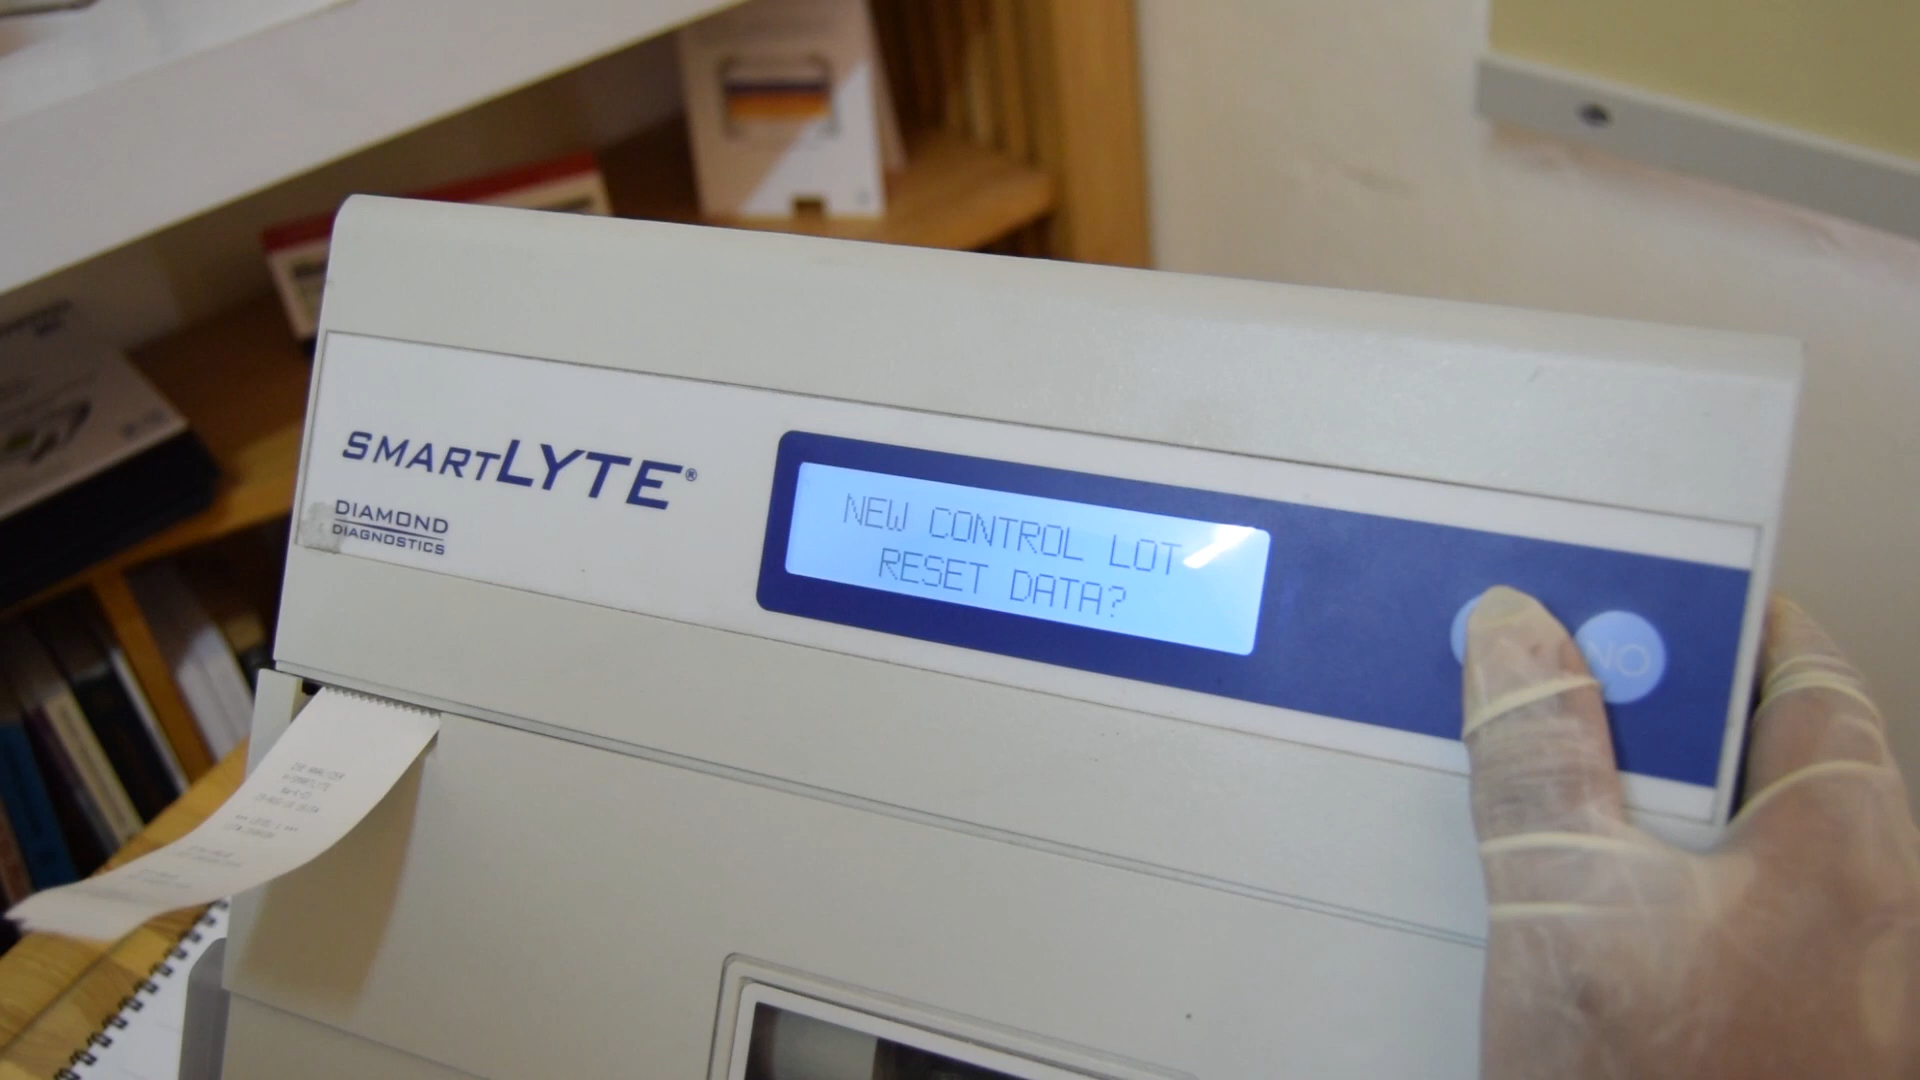 SMARTLYTE®
DIAMOND
DIAGNOSTICS
NEW CONTROL LOT
RESET DATA?
NO